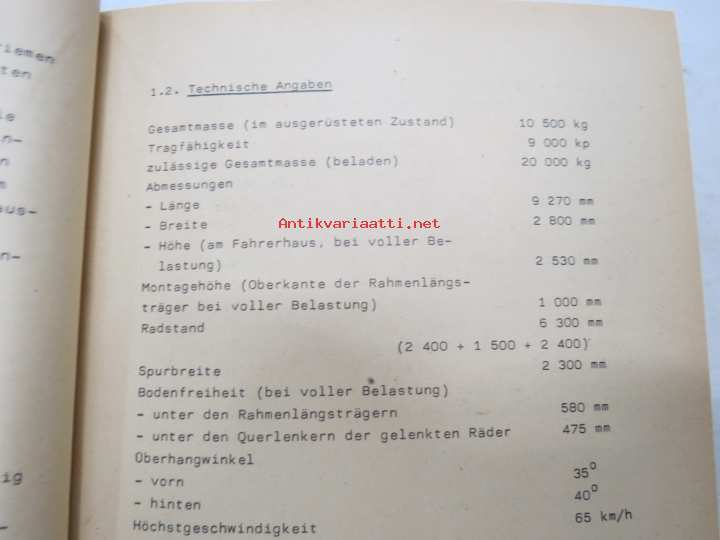 riemen
ten
1.2. Technische Angaben
Gesamtmasse (im ausgerüsteten Zustand) 10 500 kg
Tragfähigkeit 9 000 kp
zulässige Gesamtmasse (beladen) 20 000 kg
Abmessungen
- Länge 9 270 mm
- Breite 2 800 mm
Antikvariaatti.net
- Höhe (am Fahrerhaus, bei voller Be-
lastung) 2 530 mm
Montagehöhe (Oberkante der Rahmenlängs-
träger bei voller Belastung) 1 000 mm
Radstand 6 300 mm
(2 400 + 1 500 + 2 400)
Spurbreite 2 300 mm
Bodenfreiheit (bei voller Belastung)
- unter den Rahmenlängsträgern 580 mm
- unter den Querlenkern der gelenkten Räder 475 mm
Überhangwinkel
- vorn 35°
- hinten 40°
Höchstgeschwindigkeit 65 km/h